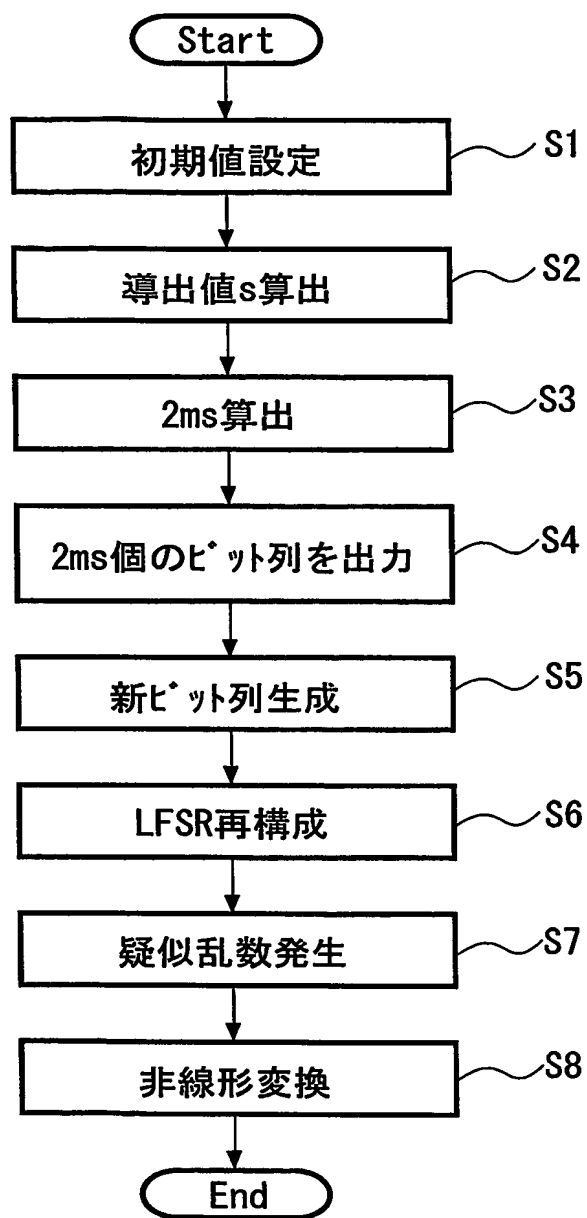 Start
初期値設定
S1
導出値s算出
S2
2ms算出
S3
2ms個のﾋﾞｯﾄ列を出力
S4
新ﾋﾞｯﾄ列生成
S5
LFSR再構成
S6
疑似乱数発生
S7
非線形変換
S8
End